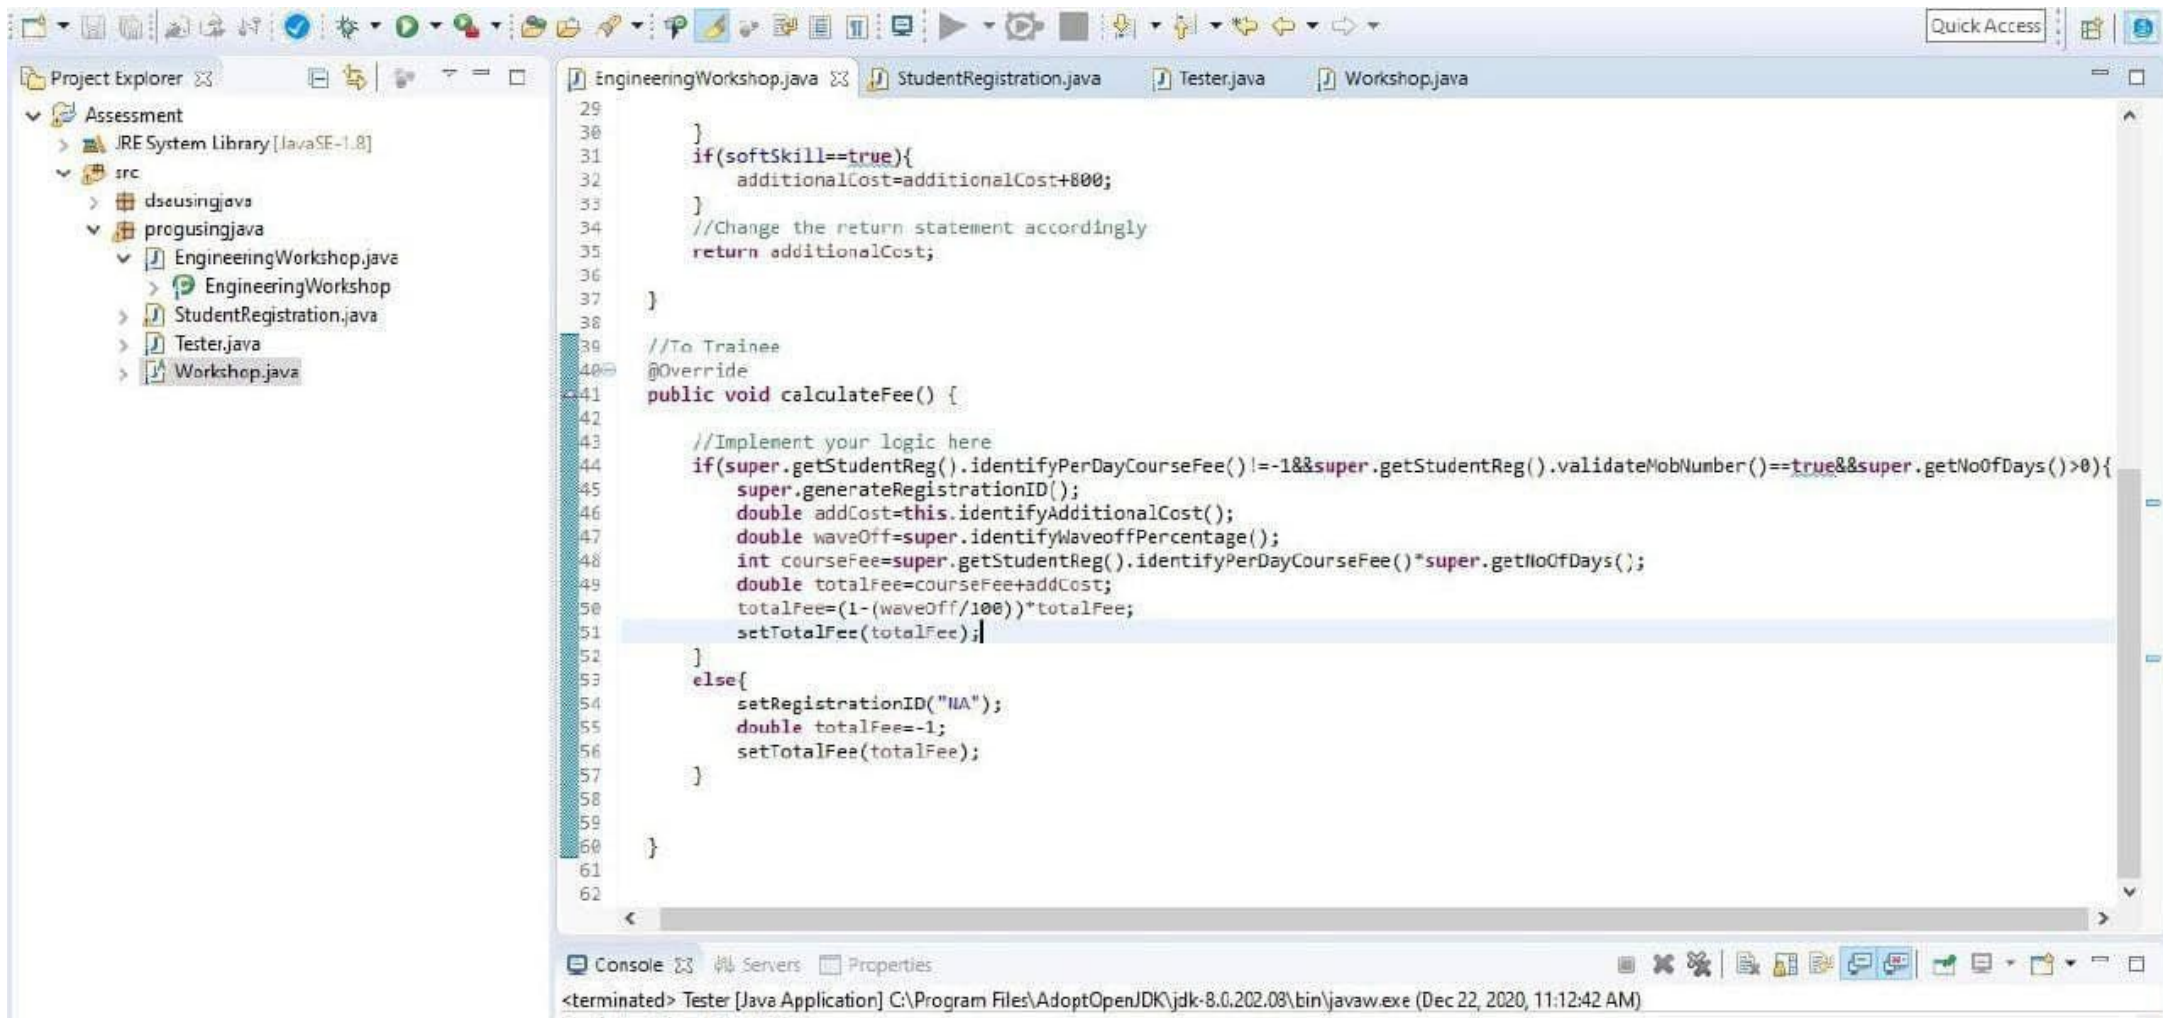 Quick Access
Project Explorer
EngineeringWorkshop.java StudentRegistration.java Tester.java Workshop.java
Assessment
JRE System Library [JavaSE-1.8]
src
dsausingjava
progusingjava
EngineeringWorkshop.java
EngineeringWorkshop
StudentRegistration.java
Tester.java
Workshop.java
29
30 }
31 if(softSkill==true){
32 additionalCost=additionalCost+800;
33 }
34 //Change the return statement accordingly
35 return additionalCost;
36
37 }
38
39 //To Trainee
40 @Override
41 public void calculateFee() {
42
43 //Implement your logic here
44 if(super.getStudentReg().identifyPerDayCourseFee()!=-1&&super.getStudentReg().validateMobNumber()==true&&super.getNoOfDays()>0){
45 super.generateRegistrationID();
46 double addCost=this.identifyAdditionalCost();
47 double waveOff=super.identifyWaveoffPercentage();
48 int courseFee=super.getStudentReg().identifyPerDayCourseFee()*super.getNoOfDays();
49 double totalFee=courseFee+addCost;
50 totalFee=(1-(waveOff/100))*totalFee;
51 setTotalFee(totalFee);
52 }
53 else{
54 setRegistrationID("NA");
55 double totalFee=-1;
56 setTotalFee(totalFee);
57 }
58
59
60 }
61
62
Console Servers Properties
<terminated> Tester [Java Application] C:\Program Files\AdoptOpenJDK\jdk-8.0.202.08\bin\javaw.exe (Dec 22, 2020, 11:12:42 AM)